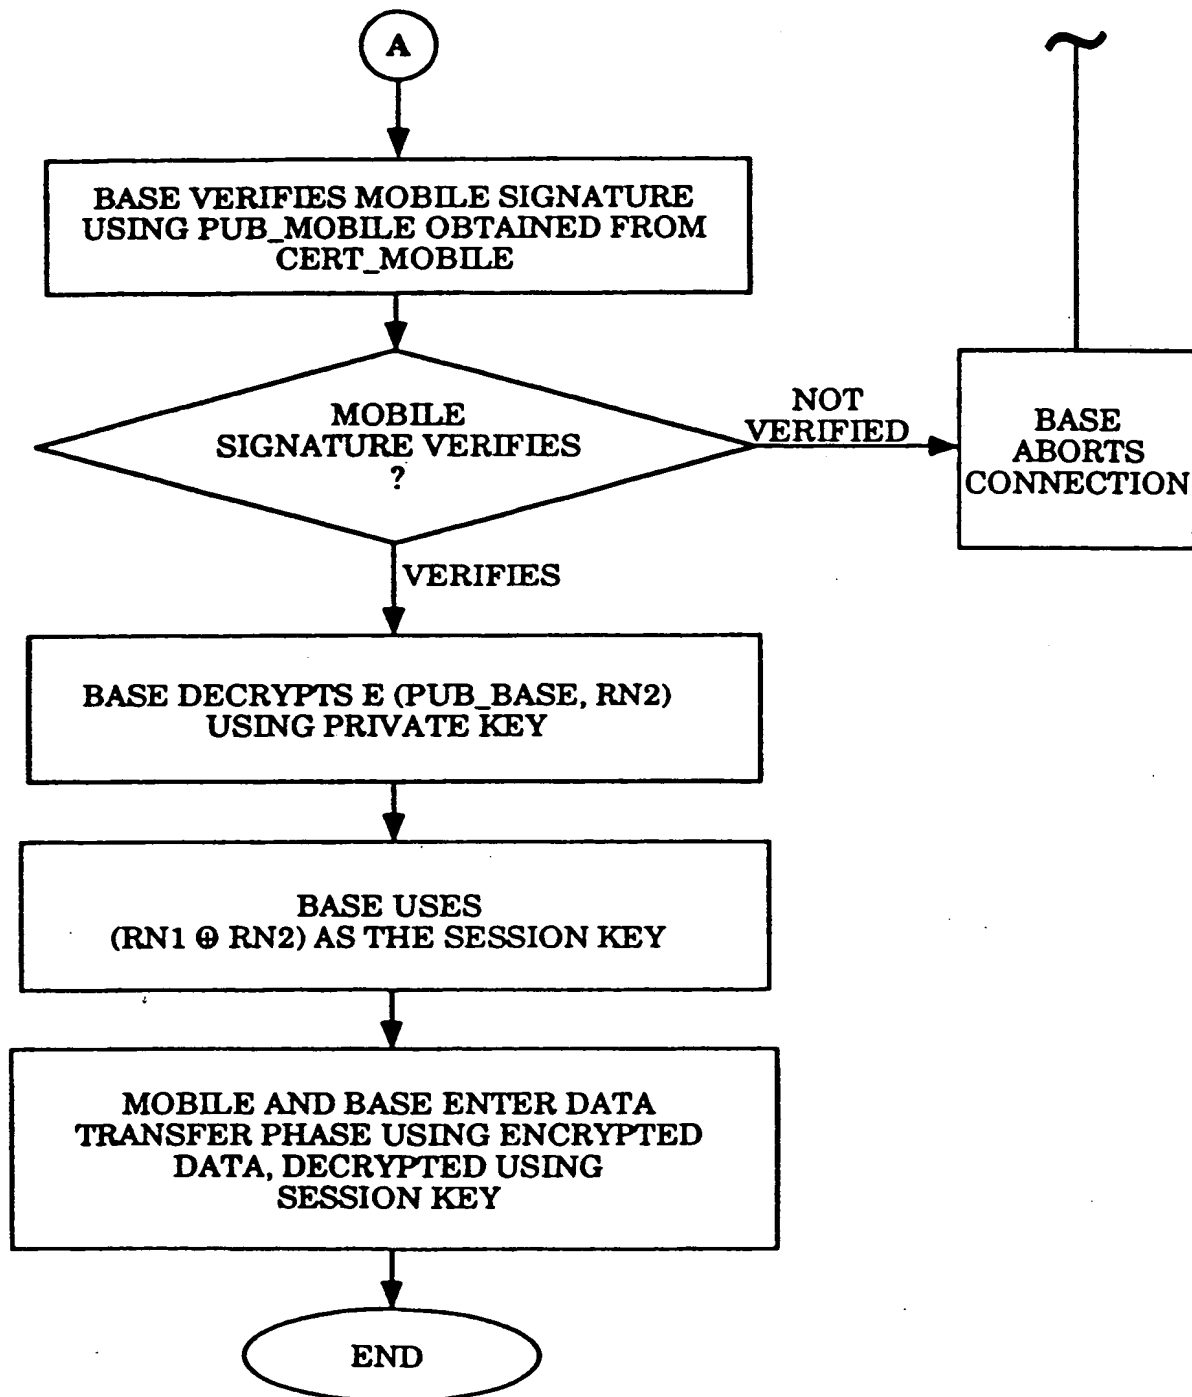 A
BASE VERIFIES MOBILE SIGNATURE
USING PUB_MOBILE OBTAINED FROM
CERT_MOBILE
MOBILE
SIGNATURE VERIFIES
?
NOT
VERIFIED
BASE
ABORTS
CONNECTION
VERIFIES
BASE DECRYPTS E (PUB_BASE, RN2)
USING PRIVATE KEY
BASE USES
(RN1 ⊕ RN2) AS THE SESSION KEY
MOBILE AND BASE ENTER DATA
TRANSFER PHASE USING ENCRYPTED
DATA, DECRYPTED USING
SESSION KEY
END